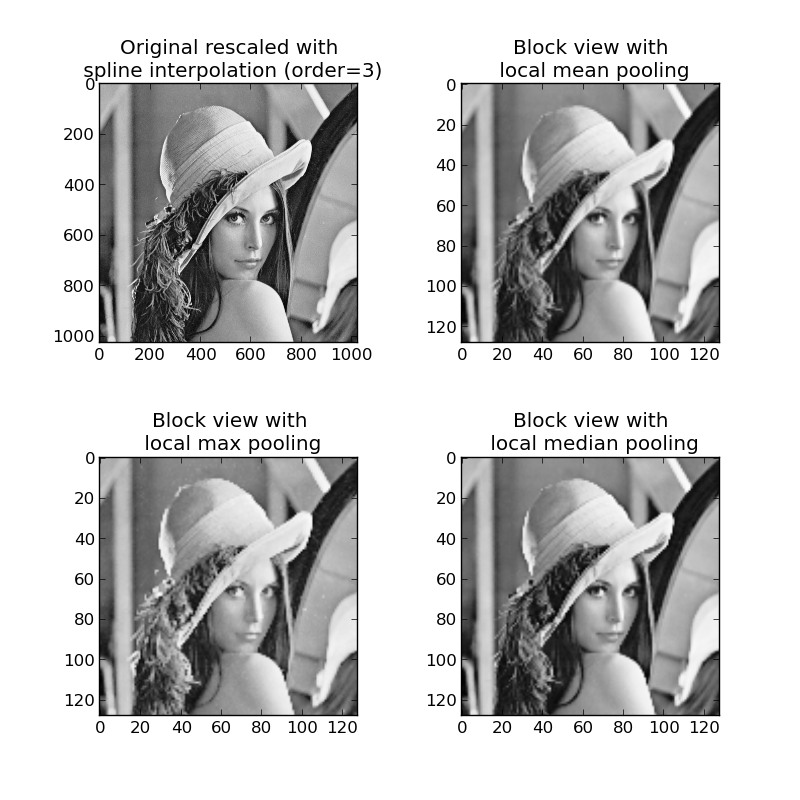 Original rescaled with
spline interpolation (order=3)
0
200
400
600
800
1000
0 200 400 600 800 1000
Block view with
local mean pooling
0
20
40
60
80
100
120
0 20 40 60 80 100 120
Block view with
local max pooling
0
20
40
60
80
100
120
0 20 40 60 80 100 120
Block view with
local median pooling
0
20
40
60
80
100
120
0 20 40 60 80 100 120